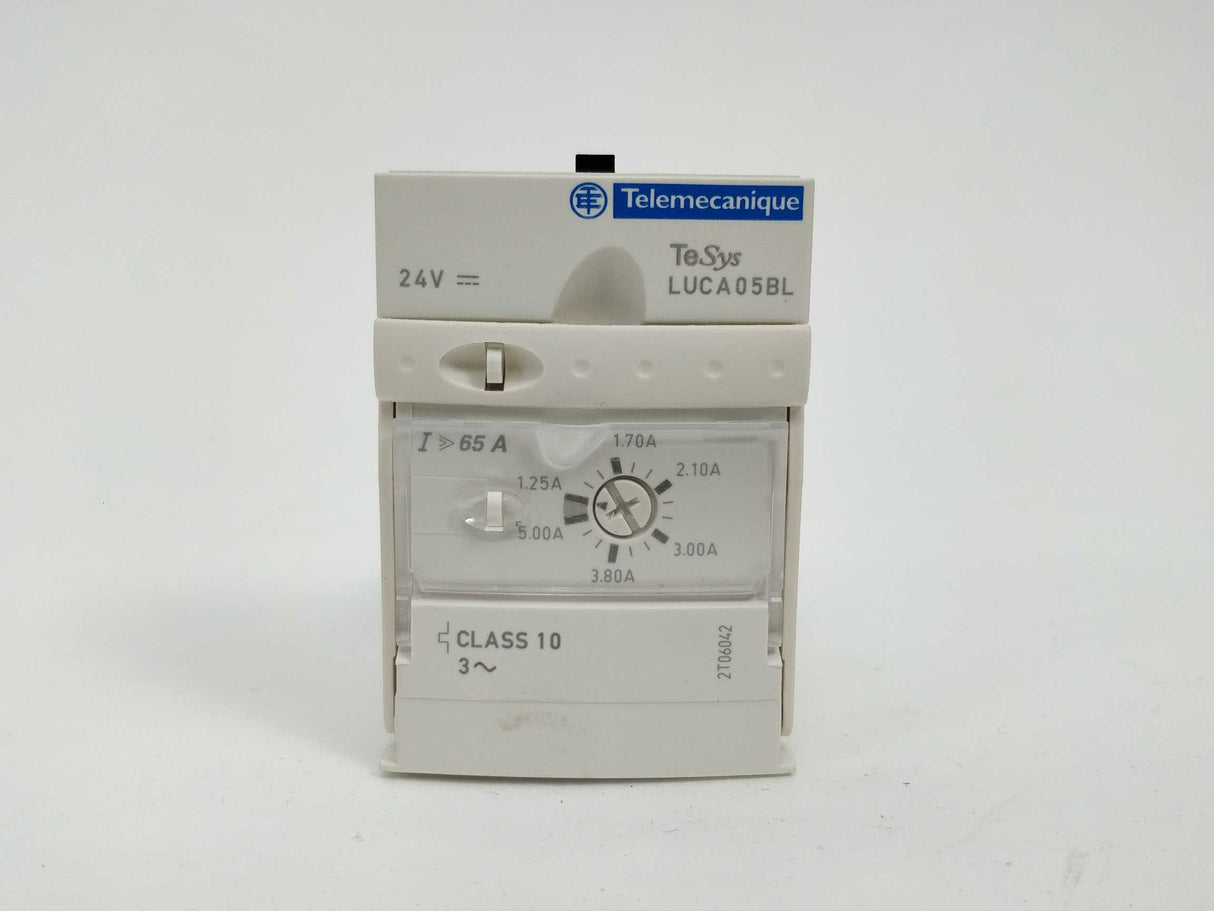 Telemecanique
TeSys
24V ⎓ LUCA05BL
I ⪢ 65 A
1.70A
1.25A
2.10A
5.00A
3.00A
3.80A
CLASS 10
3～
2T06042